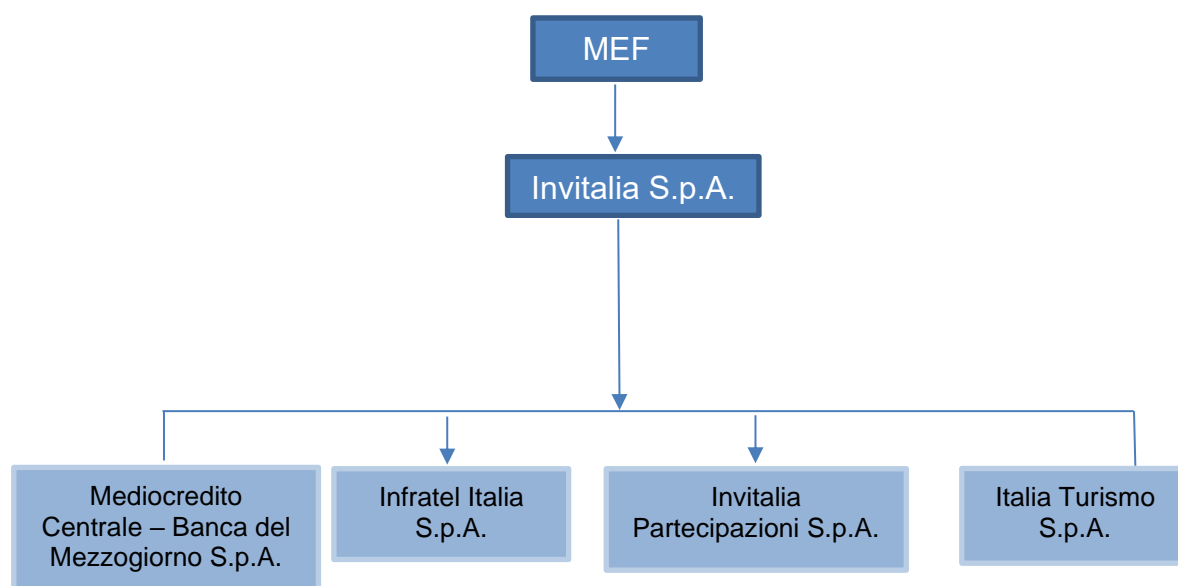 MEF
Invitalia S.p.A.
Mediocredito
Centrale – Banca del
Mezzogiorno S.p.A.
Infratel Italia
S.p.A.
Invitalia
Partecipazioni S.p.A.
Italia Turismo
S.p.A.